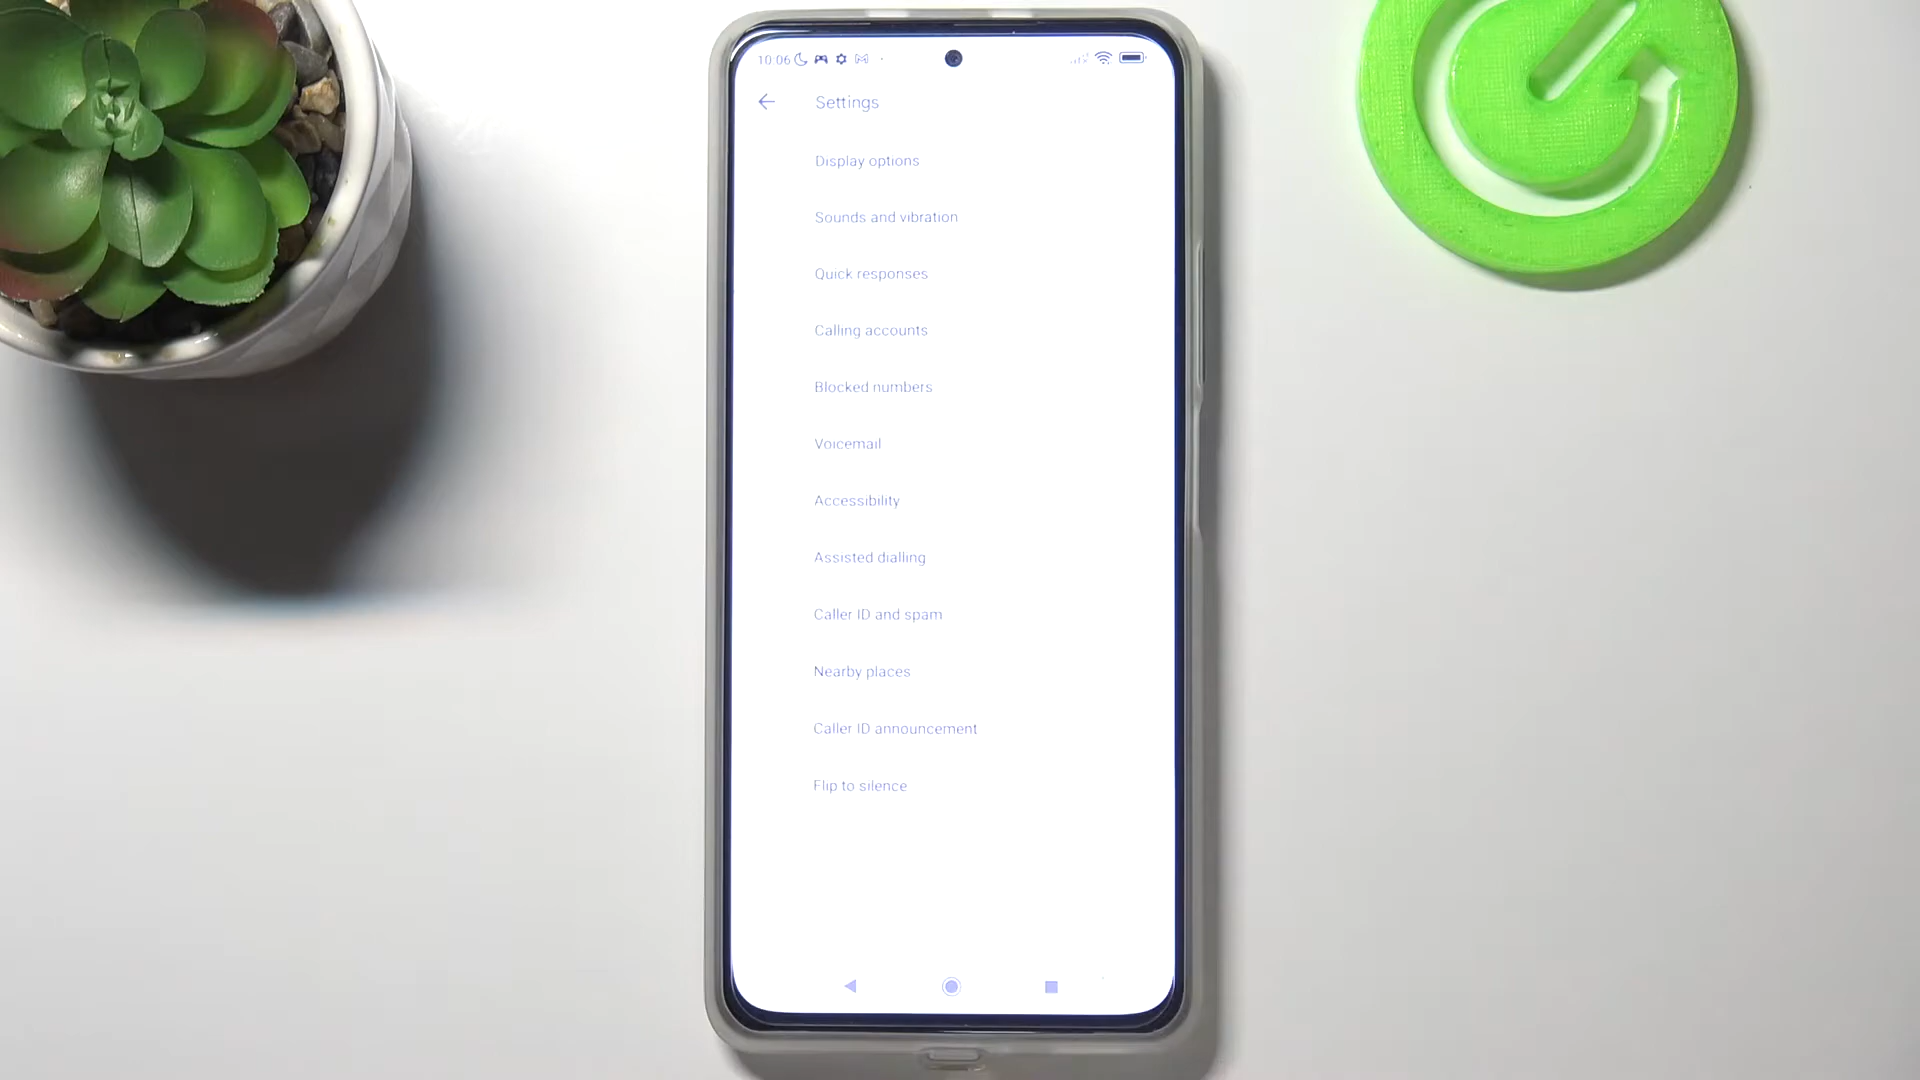 10:06
Settings
Display options
Sounds and vibration
Quick responses
Calling accounts
Blocked numbers
Voicemail
Accessibility
Assisted dialling
Caller ID and spam
Nearby places
Caller ID announcement
Flip to silence